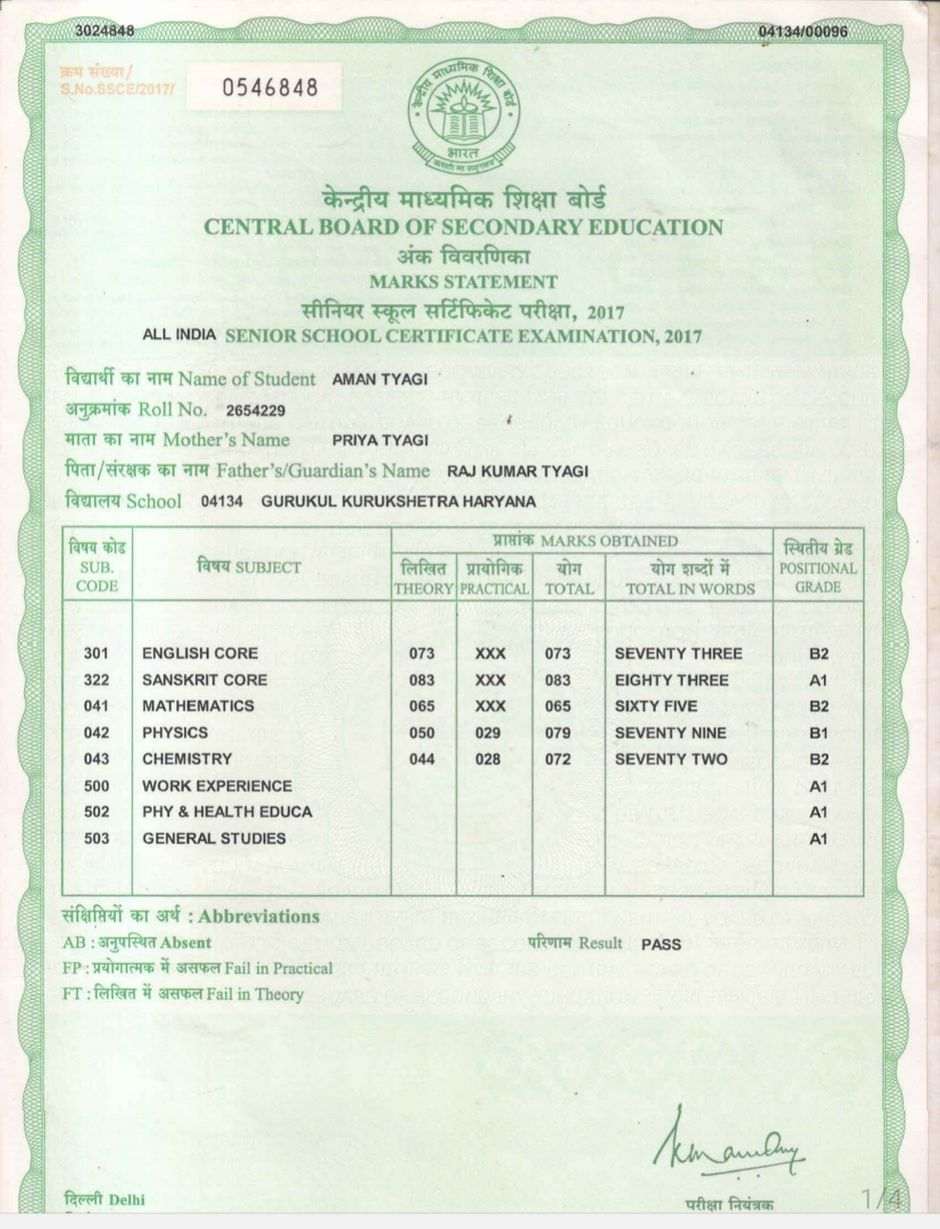 3024848 04134/00096
क्रम संख्या/
S.No.SSCE/2017/ 0546848
केन्द्रीय माध्यमिक शिक्षा बोर्ड
भारत
केन्द्रीय माध्यमिक शिक्षा बोर्ड
CENTRAL BOARD OF SECONDARY EDUCATION
अंक विवरणिका
MARKS STATEMENT
सीनियर स्कूल सर्टिफिकेट परीक्षा, 2017
ALL INDIA SENIOR SCHOOL CERTIFICATE EXAMINATION, 2017
विद्यार्थी का नाम Name of Student AMAN TYAGI
अनुक्रमांक Roll No. 2654229
माता का नाम Mother's Name PRIYA TYAGI
पिता/संरक्षक का नाम Father's/Guardian's Name RAJ KUMAR TYAGI
विद्यालय School 04134 GURUKUL KURUKSHETRA HARYANA
विषय कोड SUB. CODE विषय SUBJECT प्राप्तांक MARKS OBTAINED स्थितीय ग्रेड POSITIONAL GRADE
लिखित THEORY प्रायोगिक PRACTICAL योग TOTAL योग शब्दों में TOTAL IN WORDS
301 ENGLISH CORE 073 XXX 073 SEVENTY THREE B2
322 SANSKRIT CORE 083 XXX 083 EIGHTY THREE A1
041 MATHEMATICS 065 XXX 065 SIXTY FIVE B2
042 PHYSICS 050 029 079 SEVENTY NINE B1
043 CHEMISTRY 044 028 072 SEVENTY TWO B2
500 WORK EXPERIENCE A1
502 PHY & HEALTH EDUCA A1
503 GENERAL STUDIES A1
संक्षिप्तियों का अर्थ : Abbreviations
AB : अनुपस्थित Absent परिणाम Result PASS
FP : प्रयोगात्मक में असफल Fail in Practical
FT : लिखित में असफल Fail in Theory
दिल्ली Delhi
परीक्षा नियंत्रक 1/4